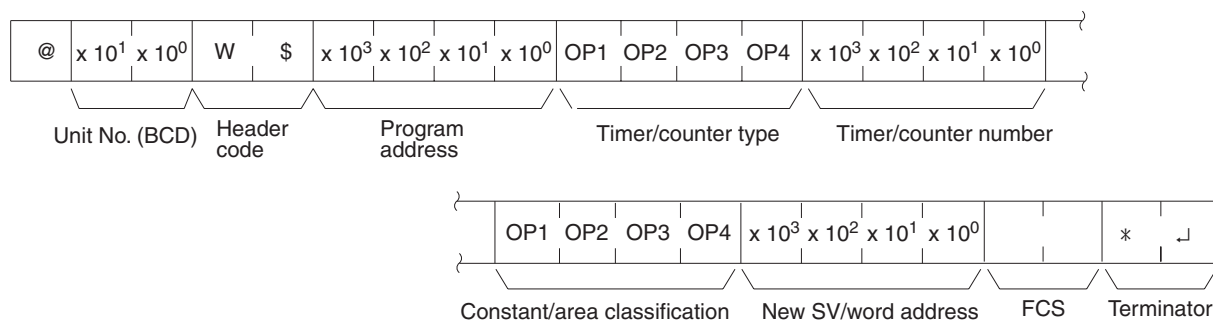 @ x 10¹ x 10⁰ W $ x 10³ x 10² x 10¹ x 10⁰ OP1 OP2 OP3 OP4 x 10³ x 10² x 10¹ x 10⁰
Unit No. (BCD) Header code Program address Timer/counter type Timer/counter number
OP1 OP2 OP3 OP4 x 10³ x 10² x 10¹ x 10⁰ * ↵
Constant/area classification New SV/word address FCS Terminator